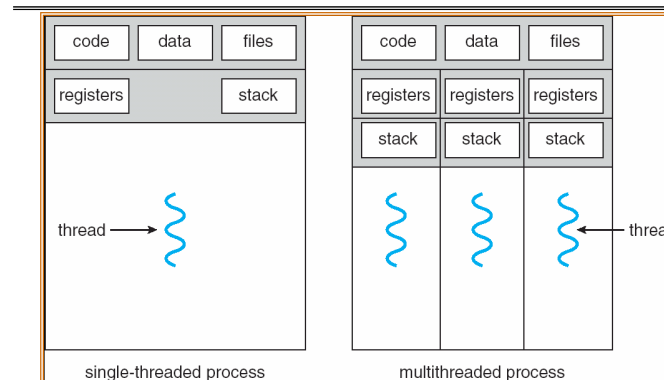 code data files code data files
registers stack registers registers registers
stack stack stack
thread threa
single-threaded process multithreaded process